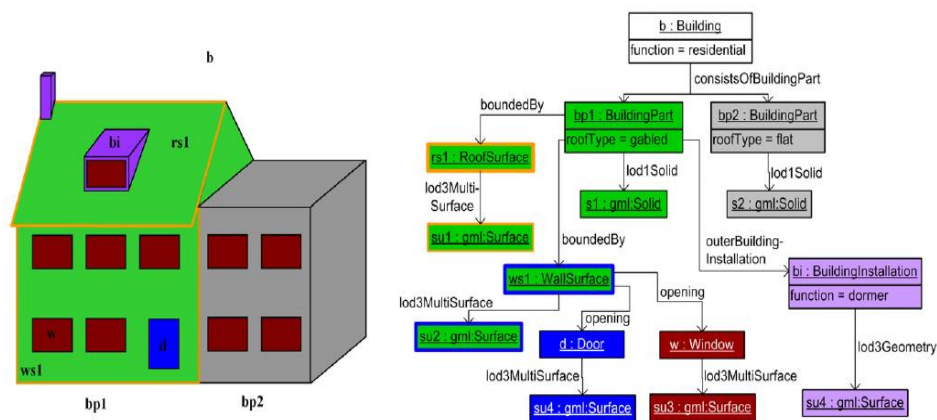 b
bi
rs1
w
d
ws1
bp1
bp2
b : Building
function = residential
consistsOfBuildingPart
boundedBy
bp1 : BuildingPart
roofType = gabled
bp2 : BuildingPart
roofType = flat
rs1 : RoofSurface
lod1Solid
lod1Solid
lod3Multi-
Surface
s1 : gml:Solid
s2 : gml:Solid
su1 : gml:Surface
boundedBy
outerBuilding-
Installation
ws1 : WallSurface
bi : BuildingInstallation
function = dormer
lod3MultiSurface
opening
opening
su2 : gml:Surface
d : Door
w : Window
lod3Geometry
lod3MultiSurface
lod3MultiSurface
su4 : gml:Surface
su3 : gml:Surface
su4 : gml:Surface